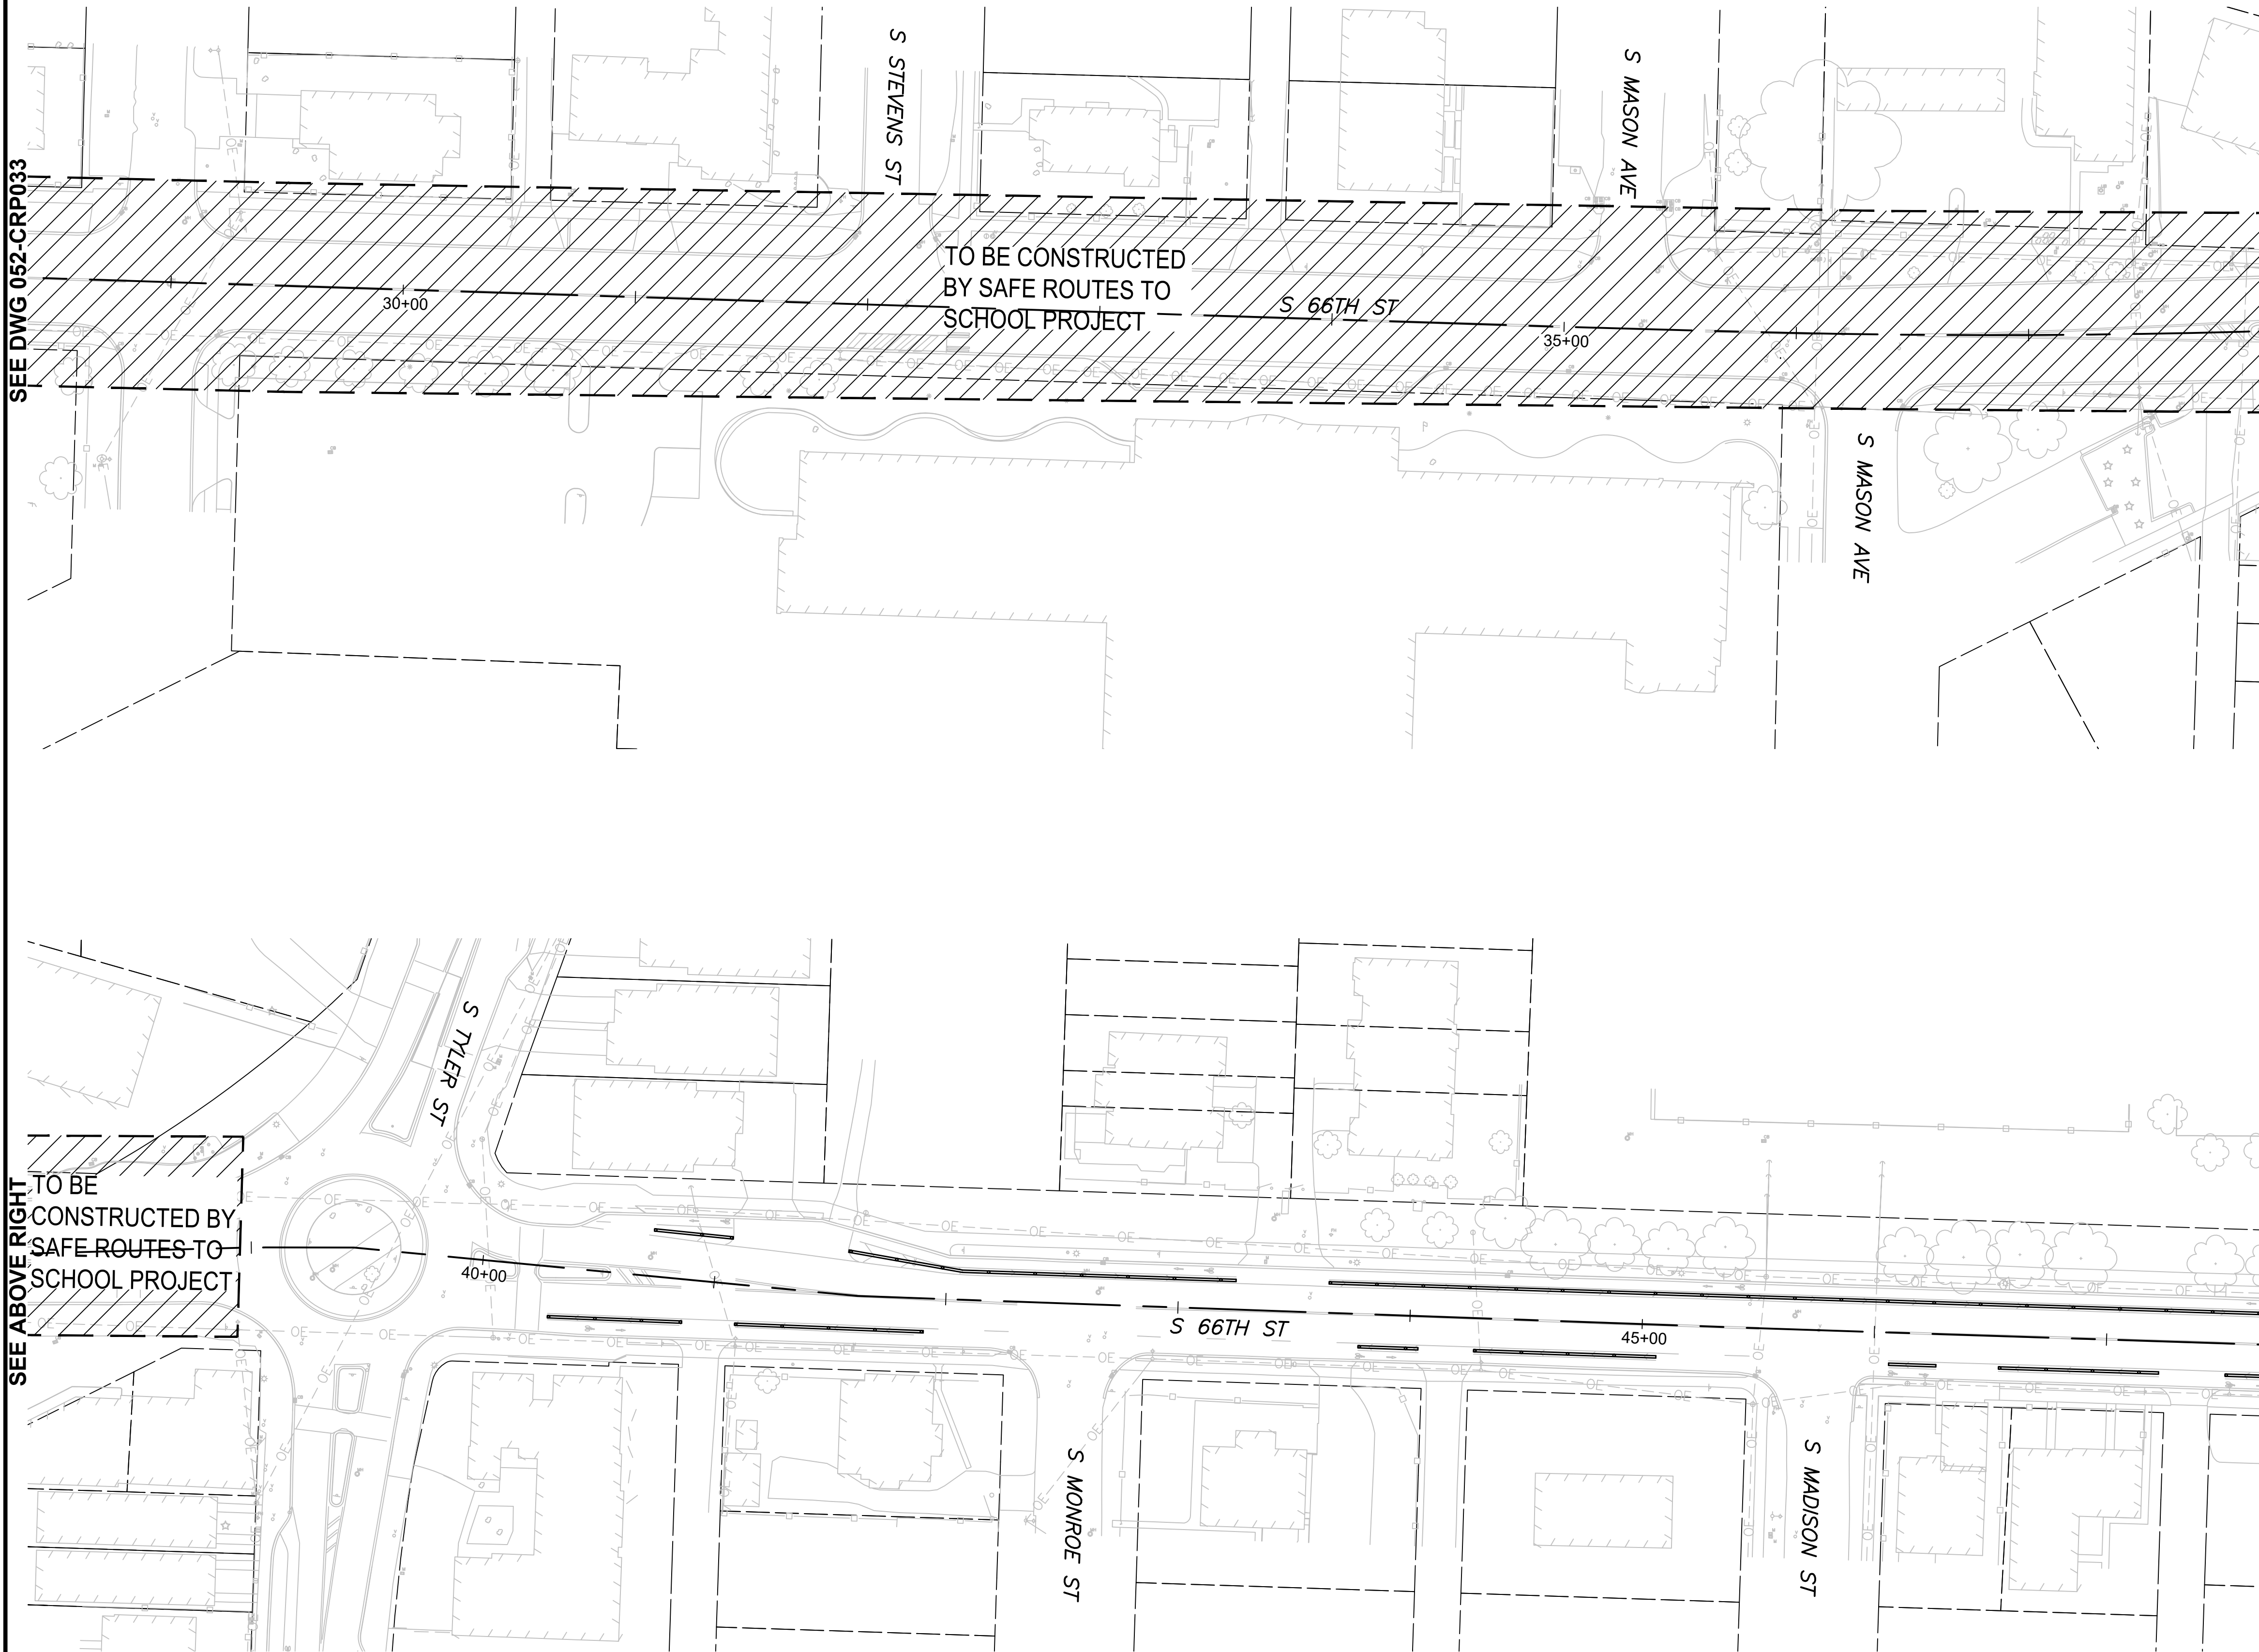 SEE DWG 052-CRP033
S STEVENS ST
S MASON AVE
TO BE CONSTRUCTED
BY SAFE ROUTES TO
SCHOOL PROJECT
30+00
S 66TH ST
35+00
S MASON AVE
SEE ABOVE RIGHT
S TYLER ST
TO BE
CONSTRUCTED BY
SAFE ROUTES TO
SCHOOL PROJECT
40+00
S 66TH ST
45+00
S MONROE ST
S MADISON ST